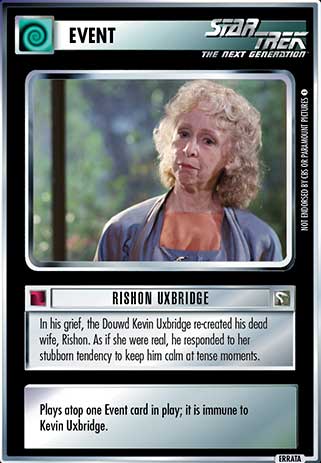 EVENT
STAR TREK
THE NEXT GENERATION
NOT ENDORSED BY CBS OR PARAMOUNT PICTURES
RISHON UXBRIDGE
In his grief, the Douwd Kevin Uxbridge re-created his dead
wife, Rishon. As if she were real, he responded to her
stubborn tendency to keep him calm at tense moments.
Plays atop one Event card in play; it is immune to
Kevin Uxbridge.
ERRATA